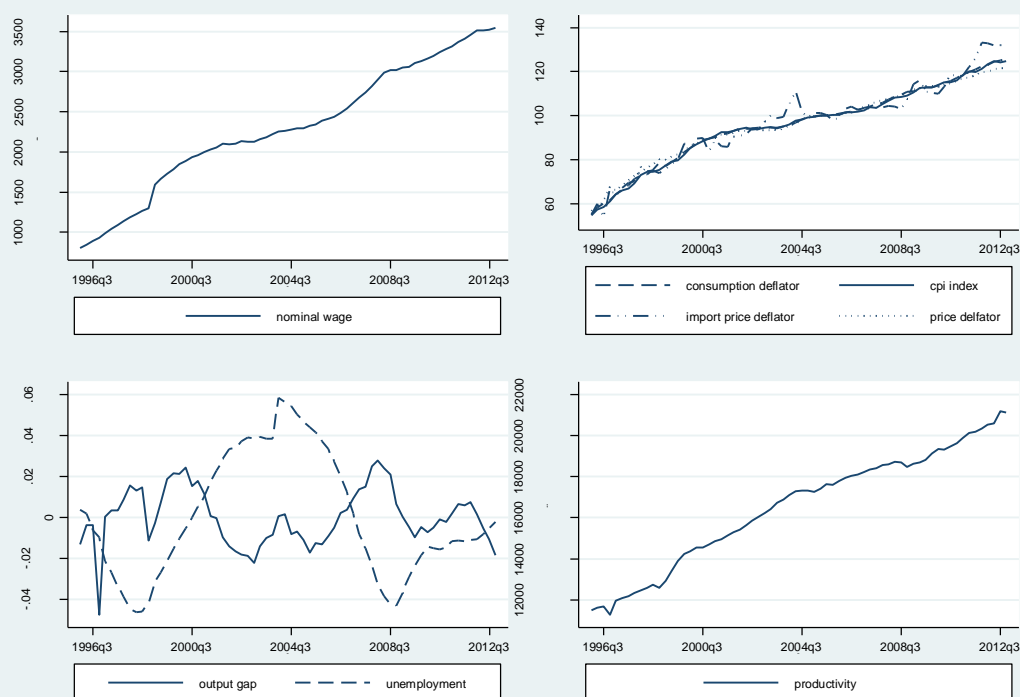 3500
3000
2500
2000
1500
1000
1996q3 2000q3 2004q3 2008q3 2012q3
nominal wage
140
120
100
80
60
1996q3 2000q3 2004q3 2008q3 2012q3
consumption deflator cpi index
import price deflator price delfator
.06
.04
.02
0
-.02
-.04
1996q3 2000q3 2004q3 2008q3 2012q3
output gap unemployment
22000
20000
18000
16000
14000
12000
1996q3 2000q3 2004q3 2008q3 2012q3
productivity